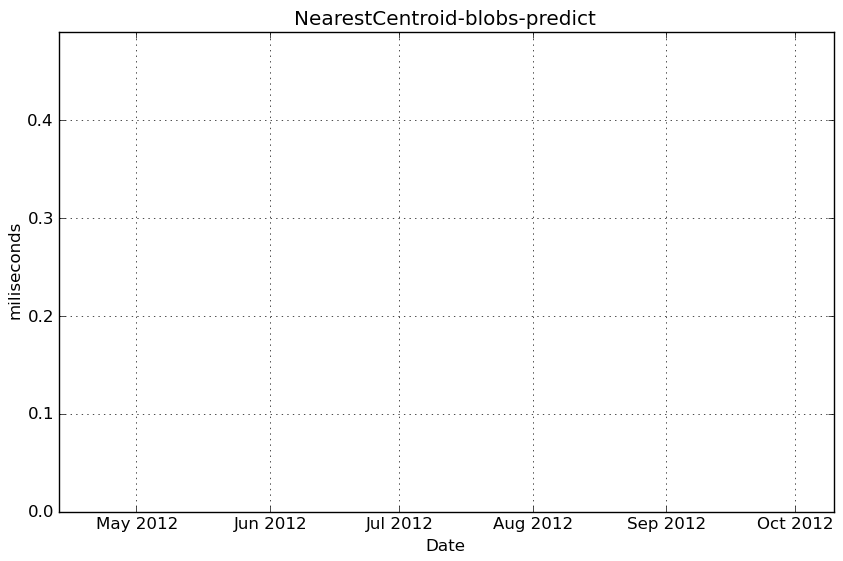 NearestCentroid-blobs-predict
0.4
0.3
0.2
0.1
0.0
miliseconds
May 2012 Jun 2012 Jul 2012 Aug 2012 Sep 2012 Oct 2012
Date